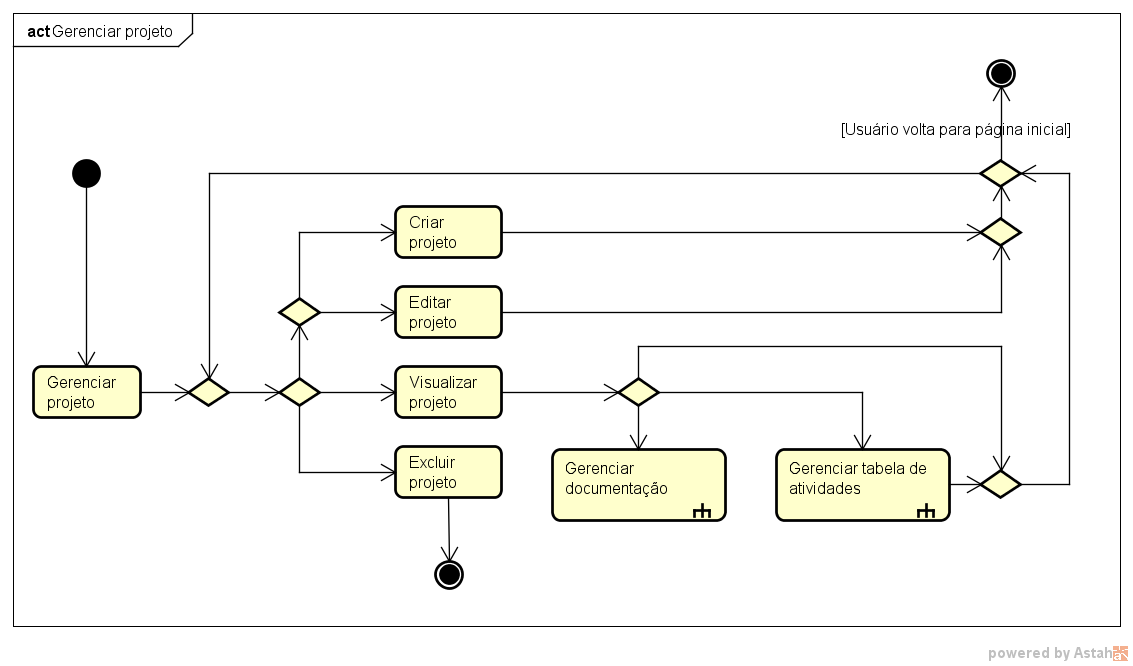 act Gerenciar projeto
[Usuário volta para página inicial]
Criar
projeto
Editar
projeto
Gerenciar
projeto
Visualizar
projeto
Excluir
projeto
Gerenciar
documentação
Gerenciar tabela de
atividades
powered by Astah